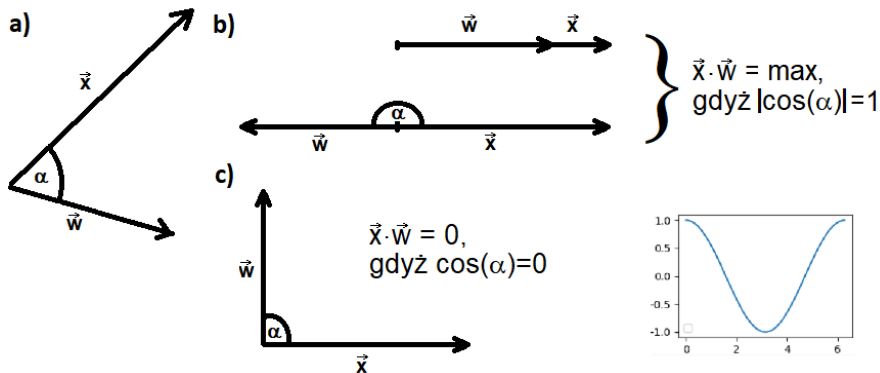 a)
x⃗
α
w⃗
b)
w⃗ x⃗
α
w⃗ x⃗
x⃗·w⃗ = max,
gdyż |cos(α)|=1
c)
w⃗
α
x⃗
x⃗·w⃗ = 0,
gdyż cos(α)=0
1.0
0.5
0.0
-0.5
-1.0
0 2 4 6